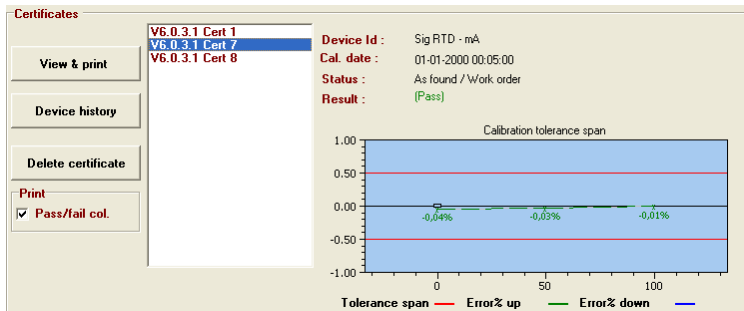 Certificates
View & print
Device history
Delete certificate
Print
Pass/fail col.
V6.0.3.1 Cert 1
V6.0.3.1 Cert 7
V6.0.3.1 Cert 8
Device Id : Sig RTD - mA
Cal. date : 01-01-2000 00:05:00
Status : As found / Work order
Result : (Pass)
Calibration tolerance span
1.00
0.50
0.00
-0.50
-1.00
-0,04% -0,03% -0,01%
0 50 100
Tolerance span Error% up Error% down